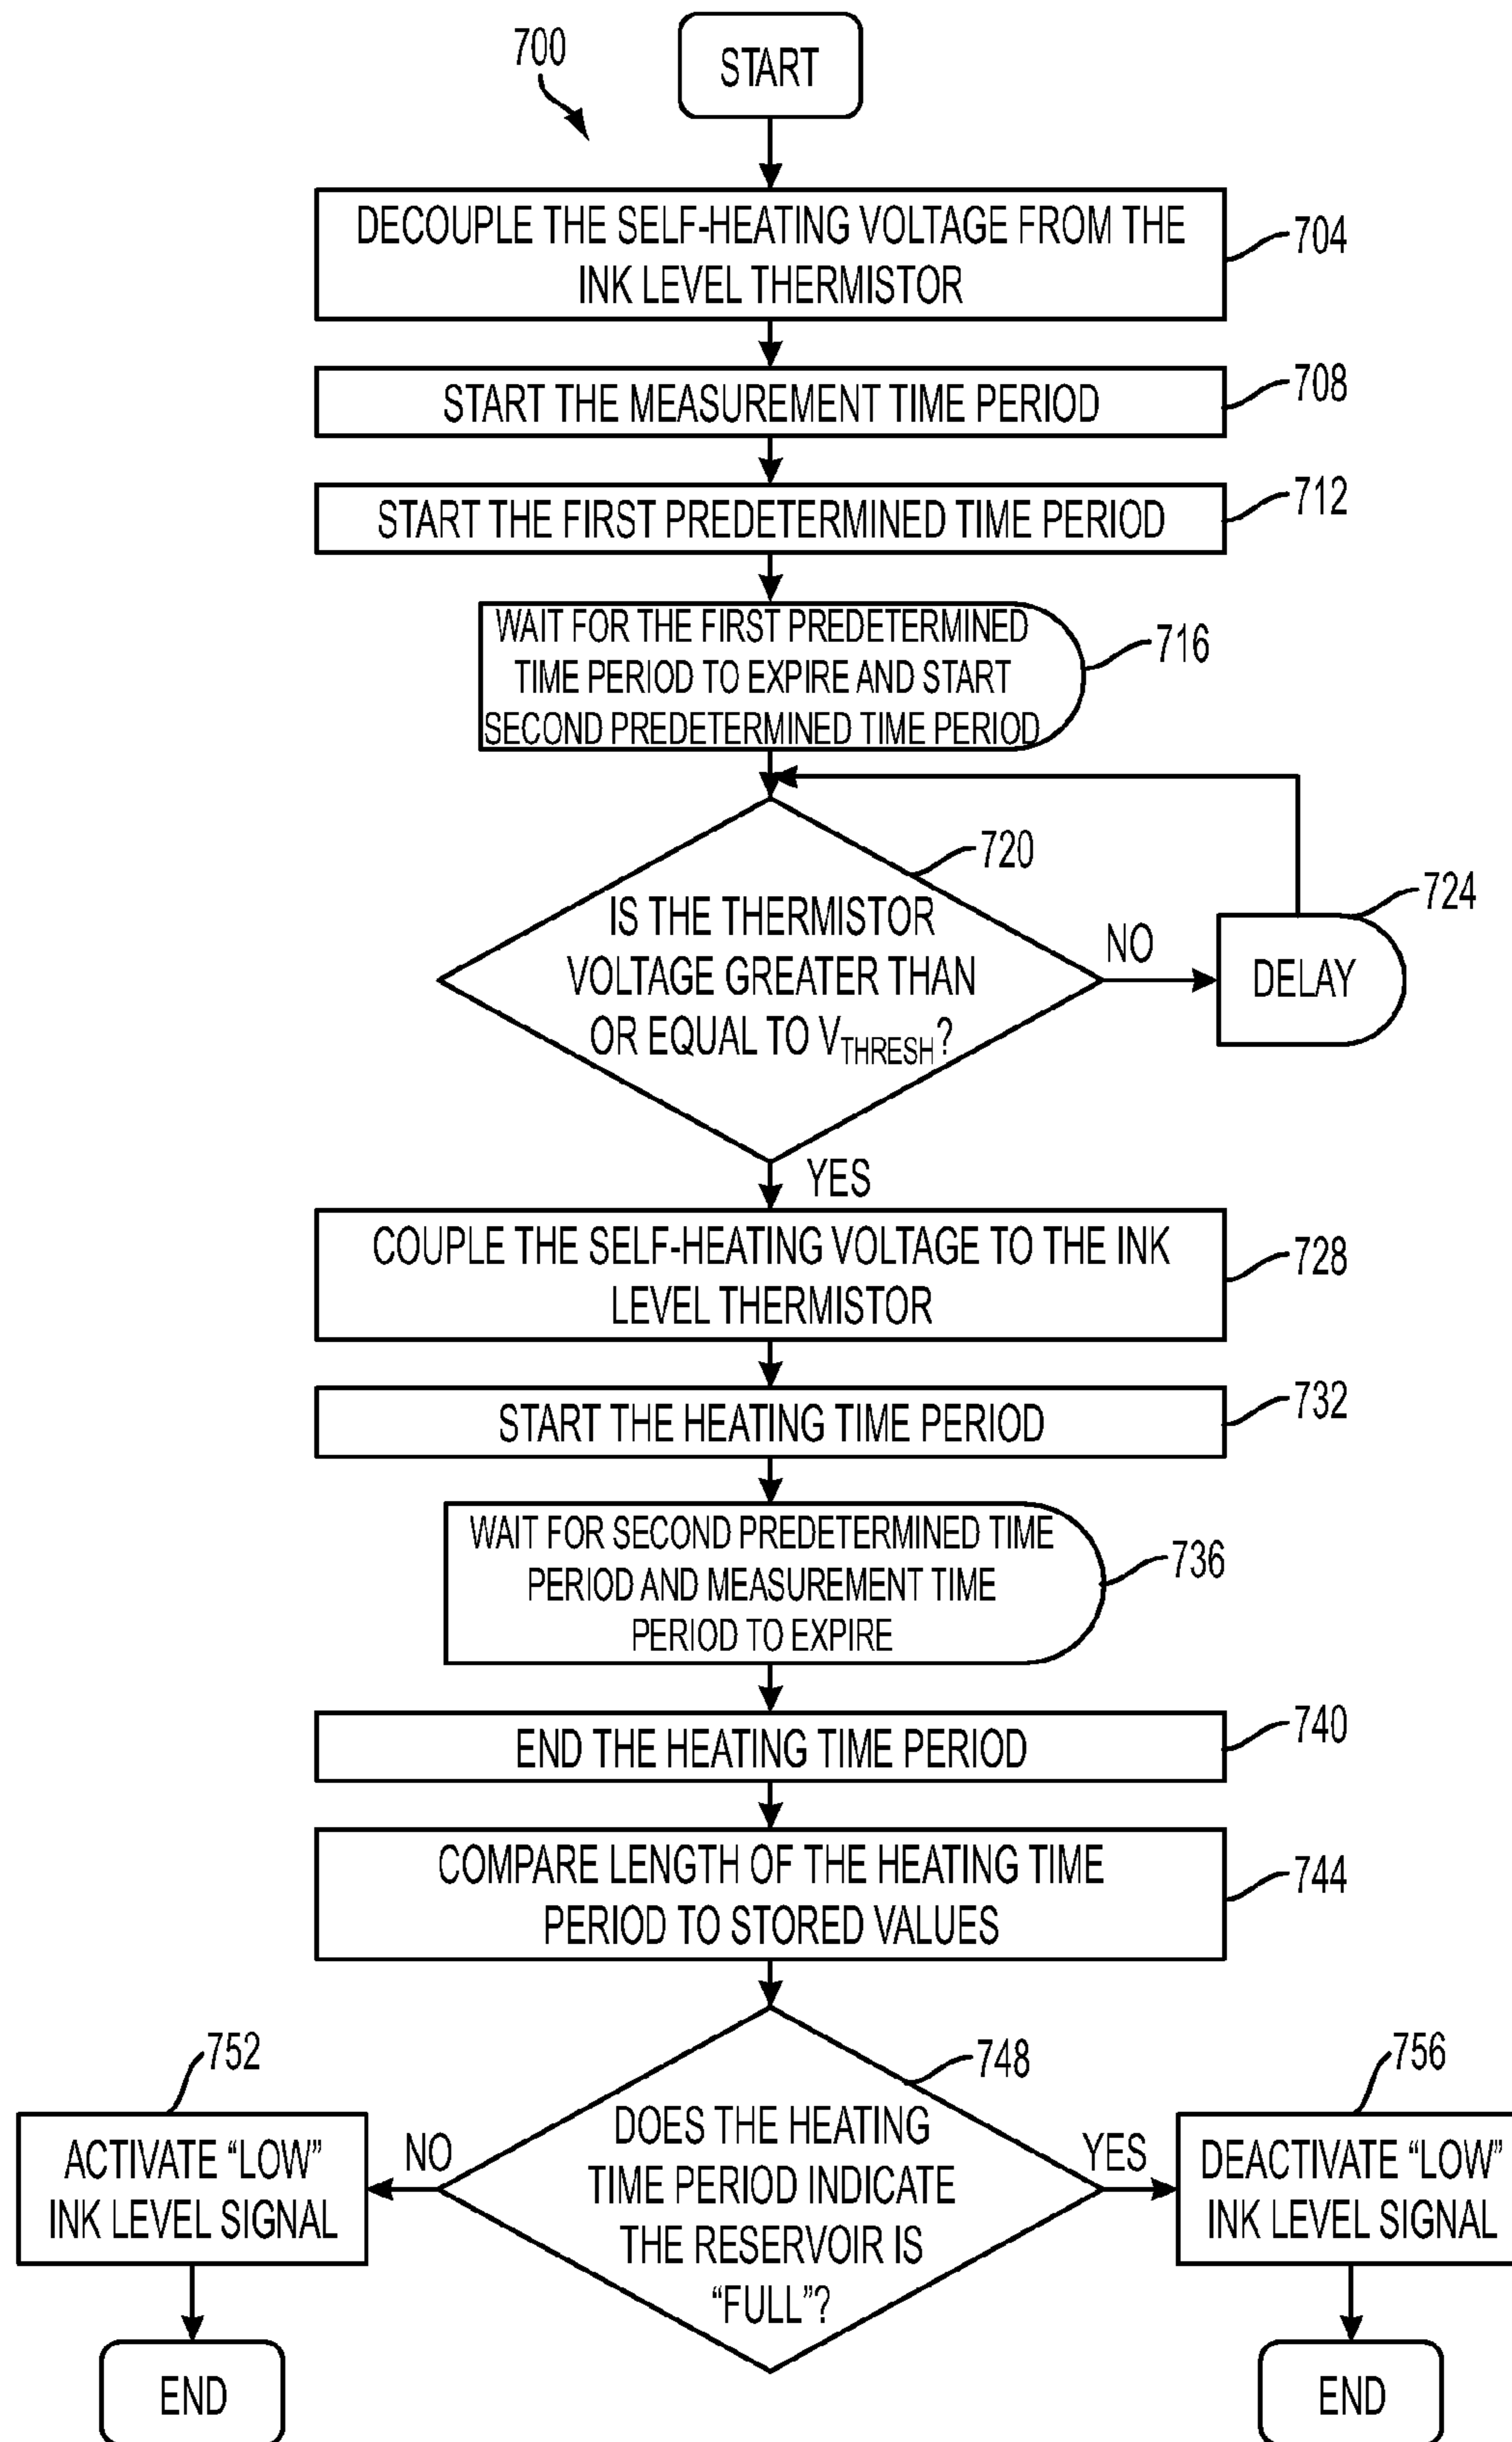 700
START
DECOUPLE THE SELF-HEATING VOLTAGE FROM THE
INK LEVEL THERMISTOR
704
START THE MEASUREMENT TIME PERIOD
708
START THE FIRST PREDETERMINED TIME PERIOD
712
WAIT FOR THE FIRST PREDETERMINED
TIME PERIOD TO EXPIRE AND START
SECOND PREDETERMINED TIME PERIOD
716
720
IS THE THERMISTOR
VOLTAGE GREATER THAN
OR EQUAL TO VTHRESH?
NO
724
DELAY
YES
COUPLE THE SELF-HEATING VOLTAGE TO THE INK
LEVEL THERMISTOR
728
START THE HEATING TIME PERIOD
732
WAIT FOR SECOND PREDETERMINED TIME
PERIOD AND MEASUREMENT TIME
PERIOD TO EXPIRE
736
END THE HEATING TIME PERIOD
740
COMPARE LENGTH OF THE HEATING TIME
PERIOD TO STORED VALUES
744
748
DOES THE HEATING
TIME PERIOD INDICATE
THE RESERVOIR IS
“FULL”?
NO
752
ACTIVATE “LOW”
INK LEVEL SIGNAL
END
YES
756
DEACTIVATE “LOW”
INK LEVEL SIGNAL
END